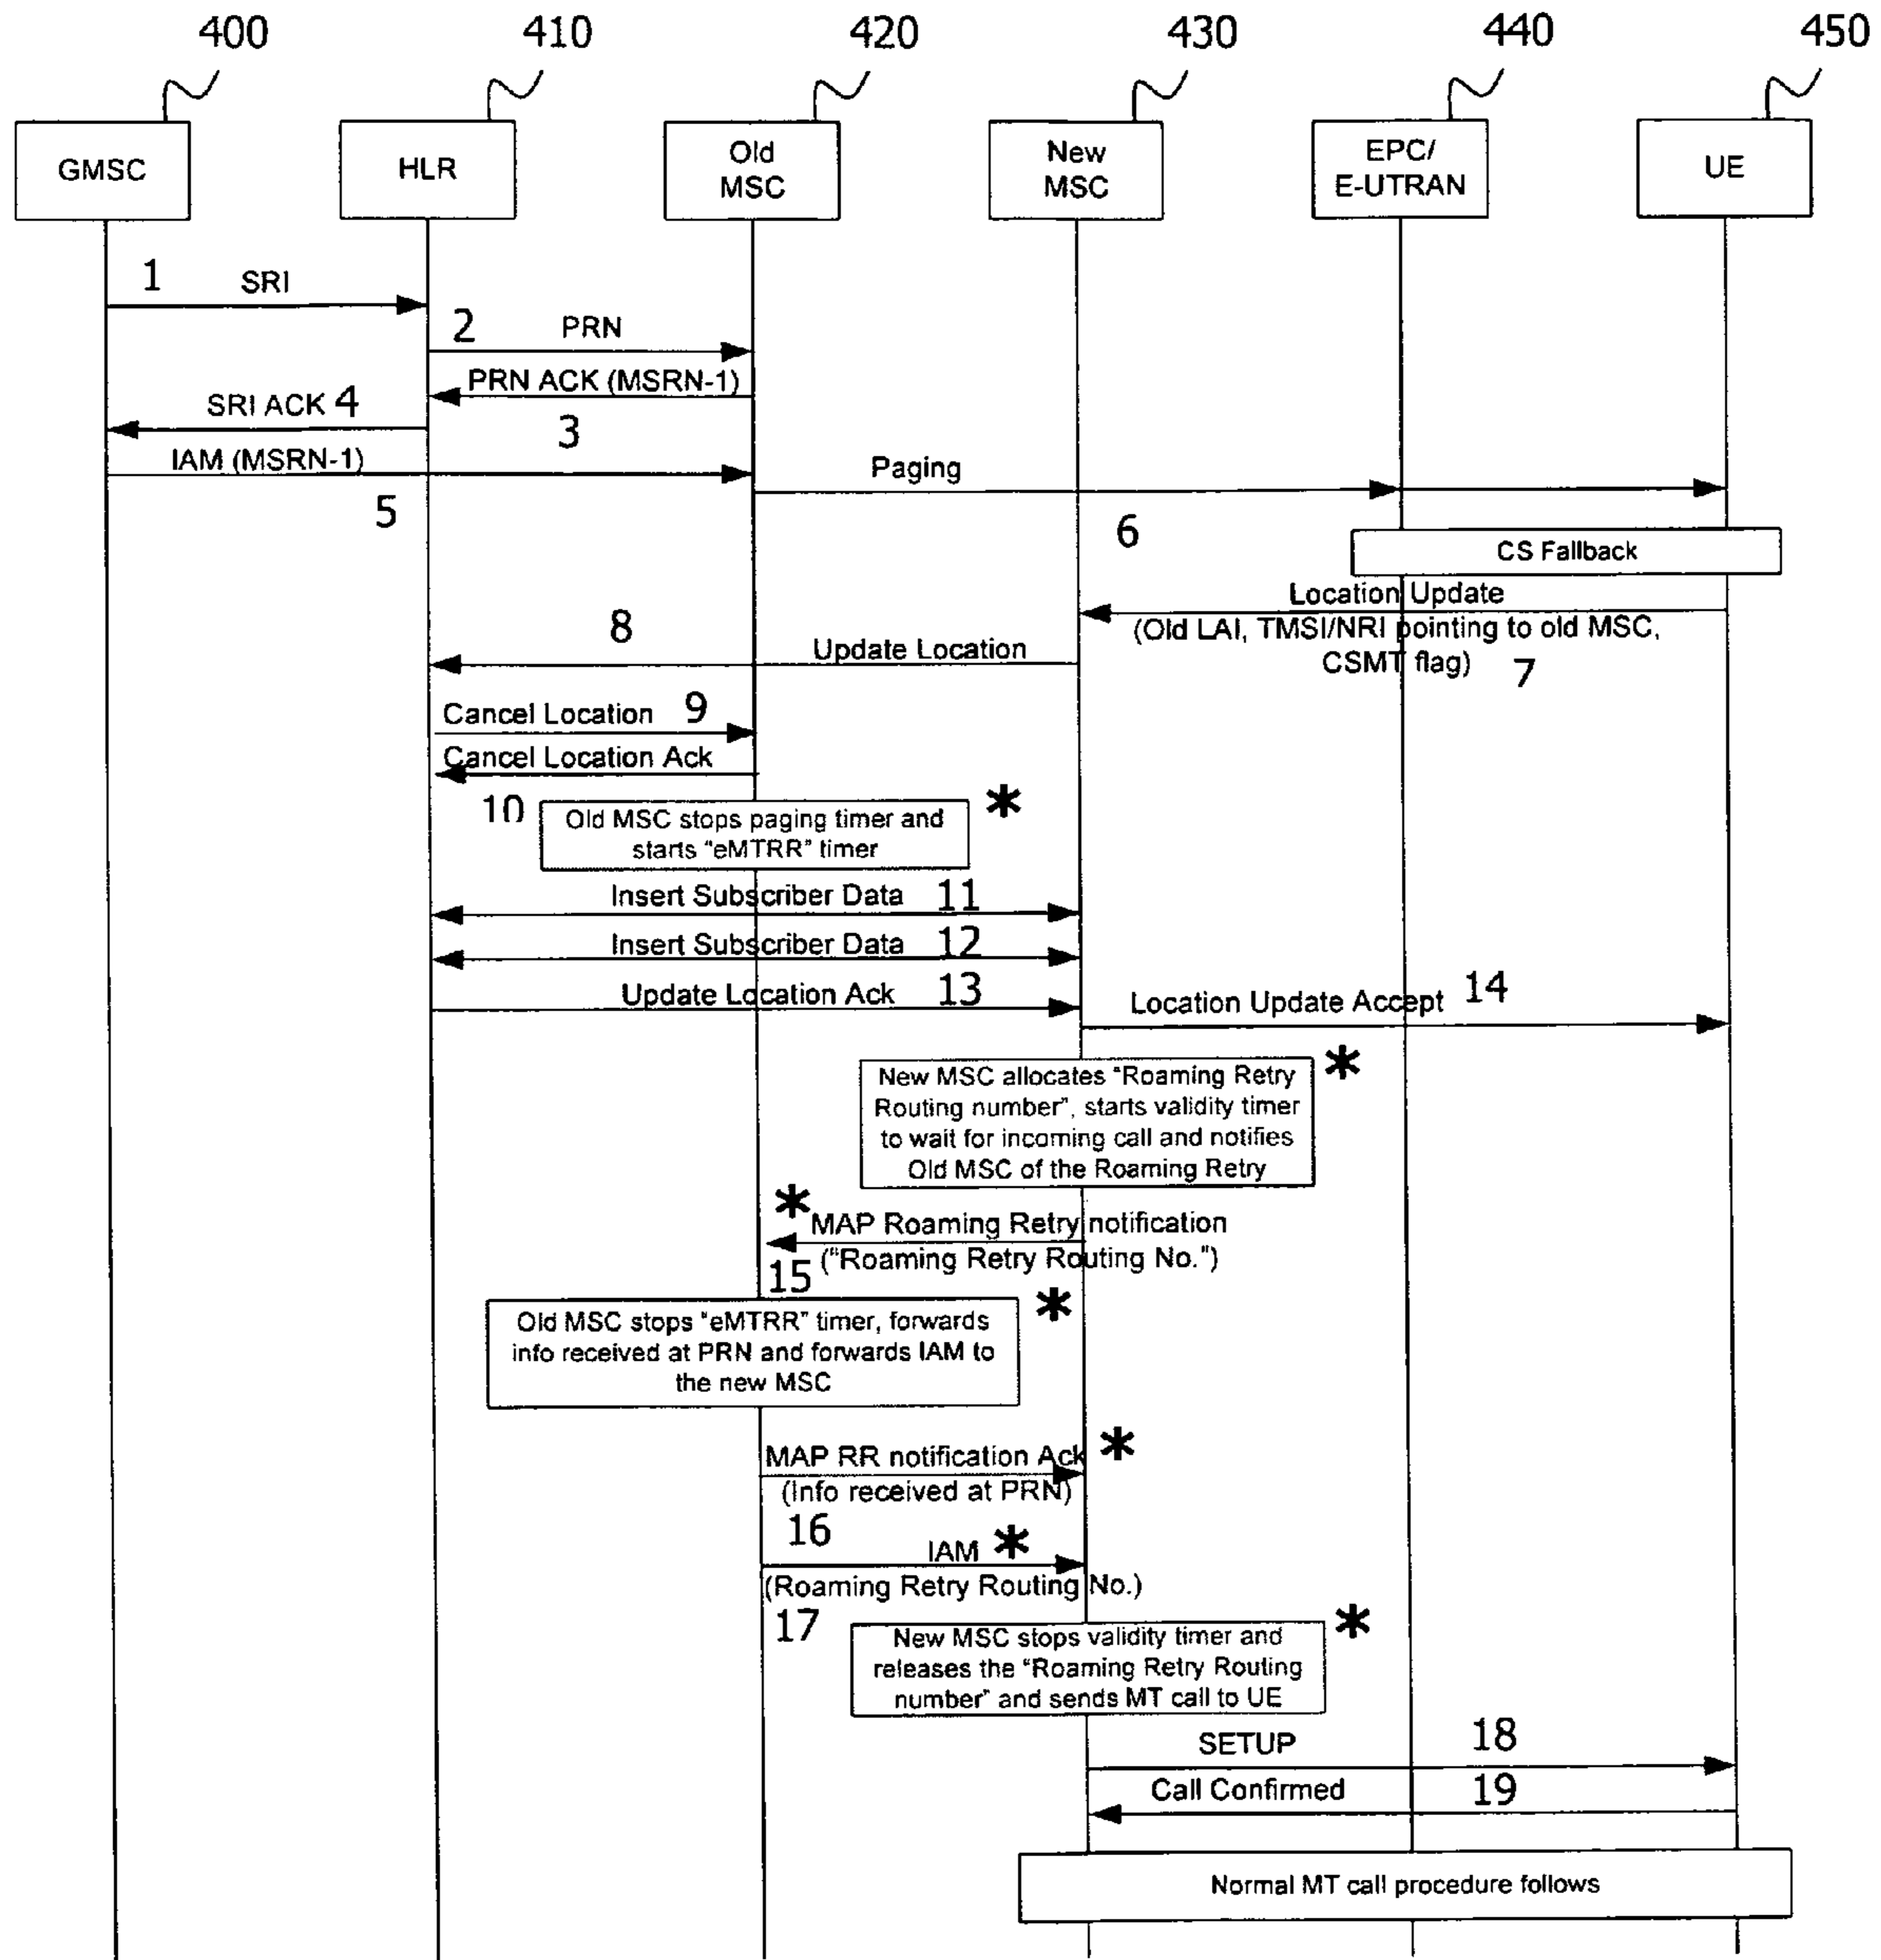 400 410 420 430 440 450
GMSC
HLR
Old
MSC
New
MSC
EPC/
E-UTRAN
UE
1 SRI
2 PRN
PRN ACK (MSRN-1)
SRI ACK 4
3
IAM (MSRN-1)
Paging
5
6
CS Fallback
Location Update
(Old LAI, TMSI/NRI pointing to old MSC,
CSMT flag) 7
8
Update Location
Cancel Location 9
Cancel Location Ack
10
Old MSC stops paging timer and
starts "eMTRR" timer
*
Insert Subscriber Data 11
Insert Subscriber Data 12
Update Location Ack 13
Location Update Accept 14
New MSC allocates "Roaming Retry
Routing number", starts validity timer
to wait for incoming call and notifies
Old MSC of the Roaming Retry
*
*
MAP Roaming Retry notification
("Roaming Retry Routing No.")
15
Old MSC stops "eMTRR" timer, forwards
info received at PRN and forwards IAM to
the new MSC
*
MAP RR notification Ack *
(Info received at PRN)
16
IAM *
(Roaming Retry Routing No.)
17
New MSC stops validity timer and
releases the "Roaming Retry Routing
number" and sends MT call to UE
*
SETUP 18
Call Confirmed 19
Normal MT call procedure follows